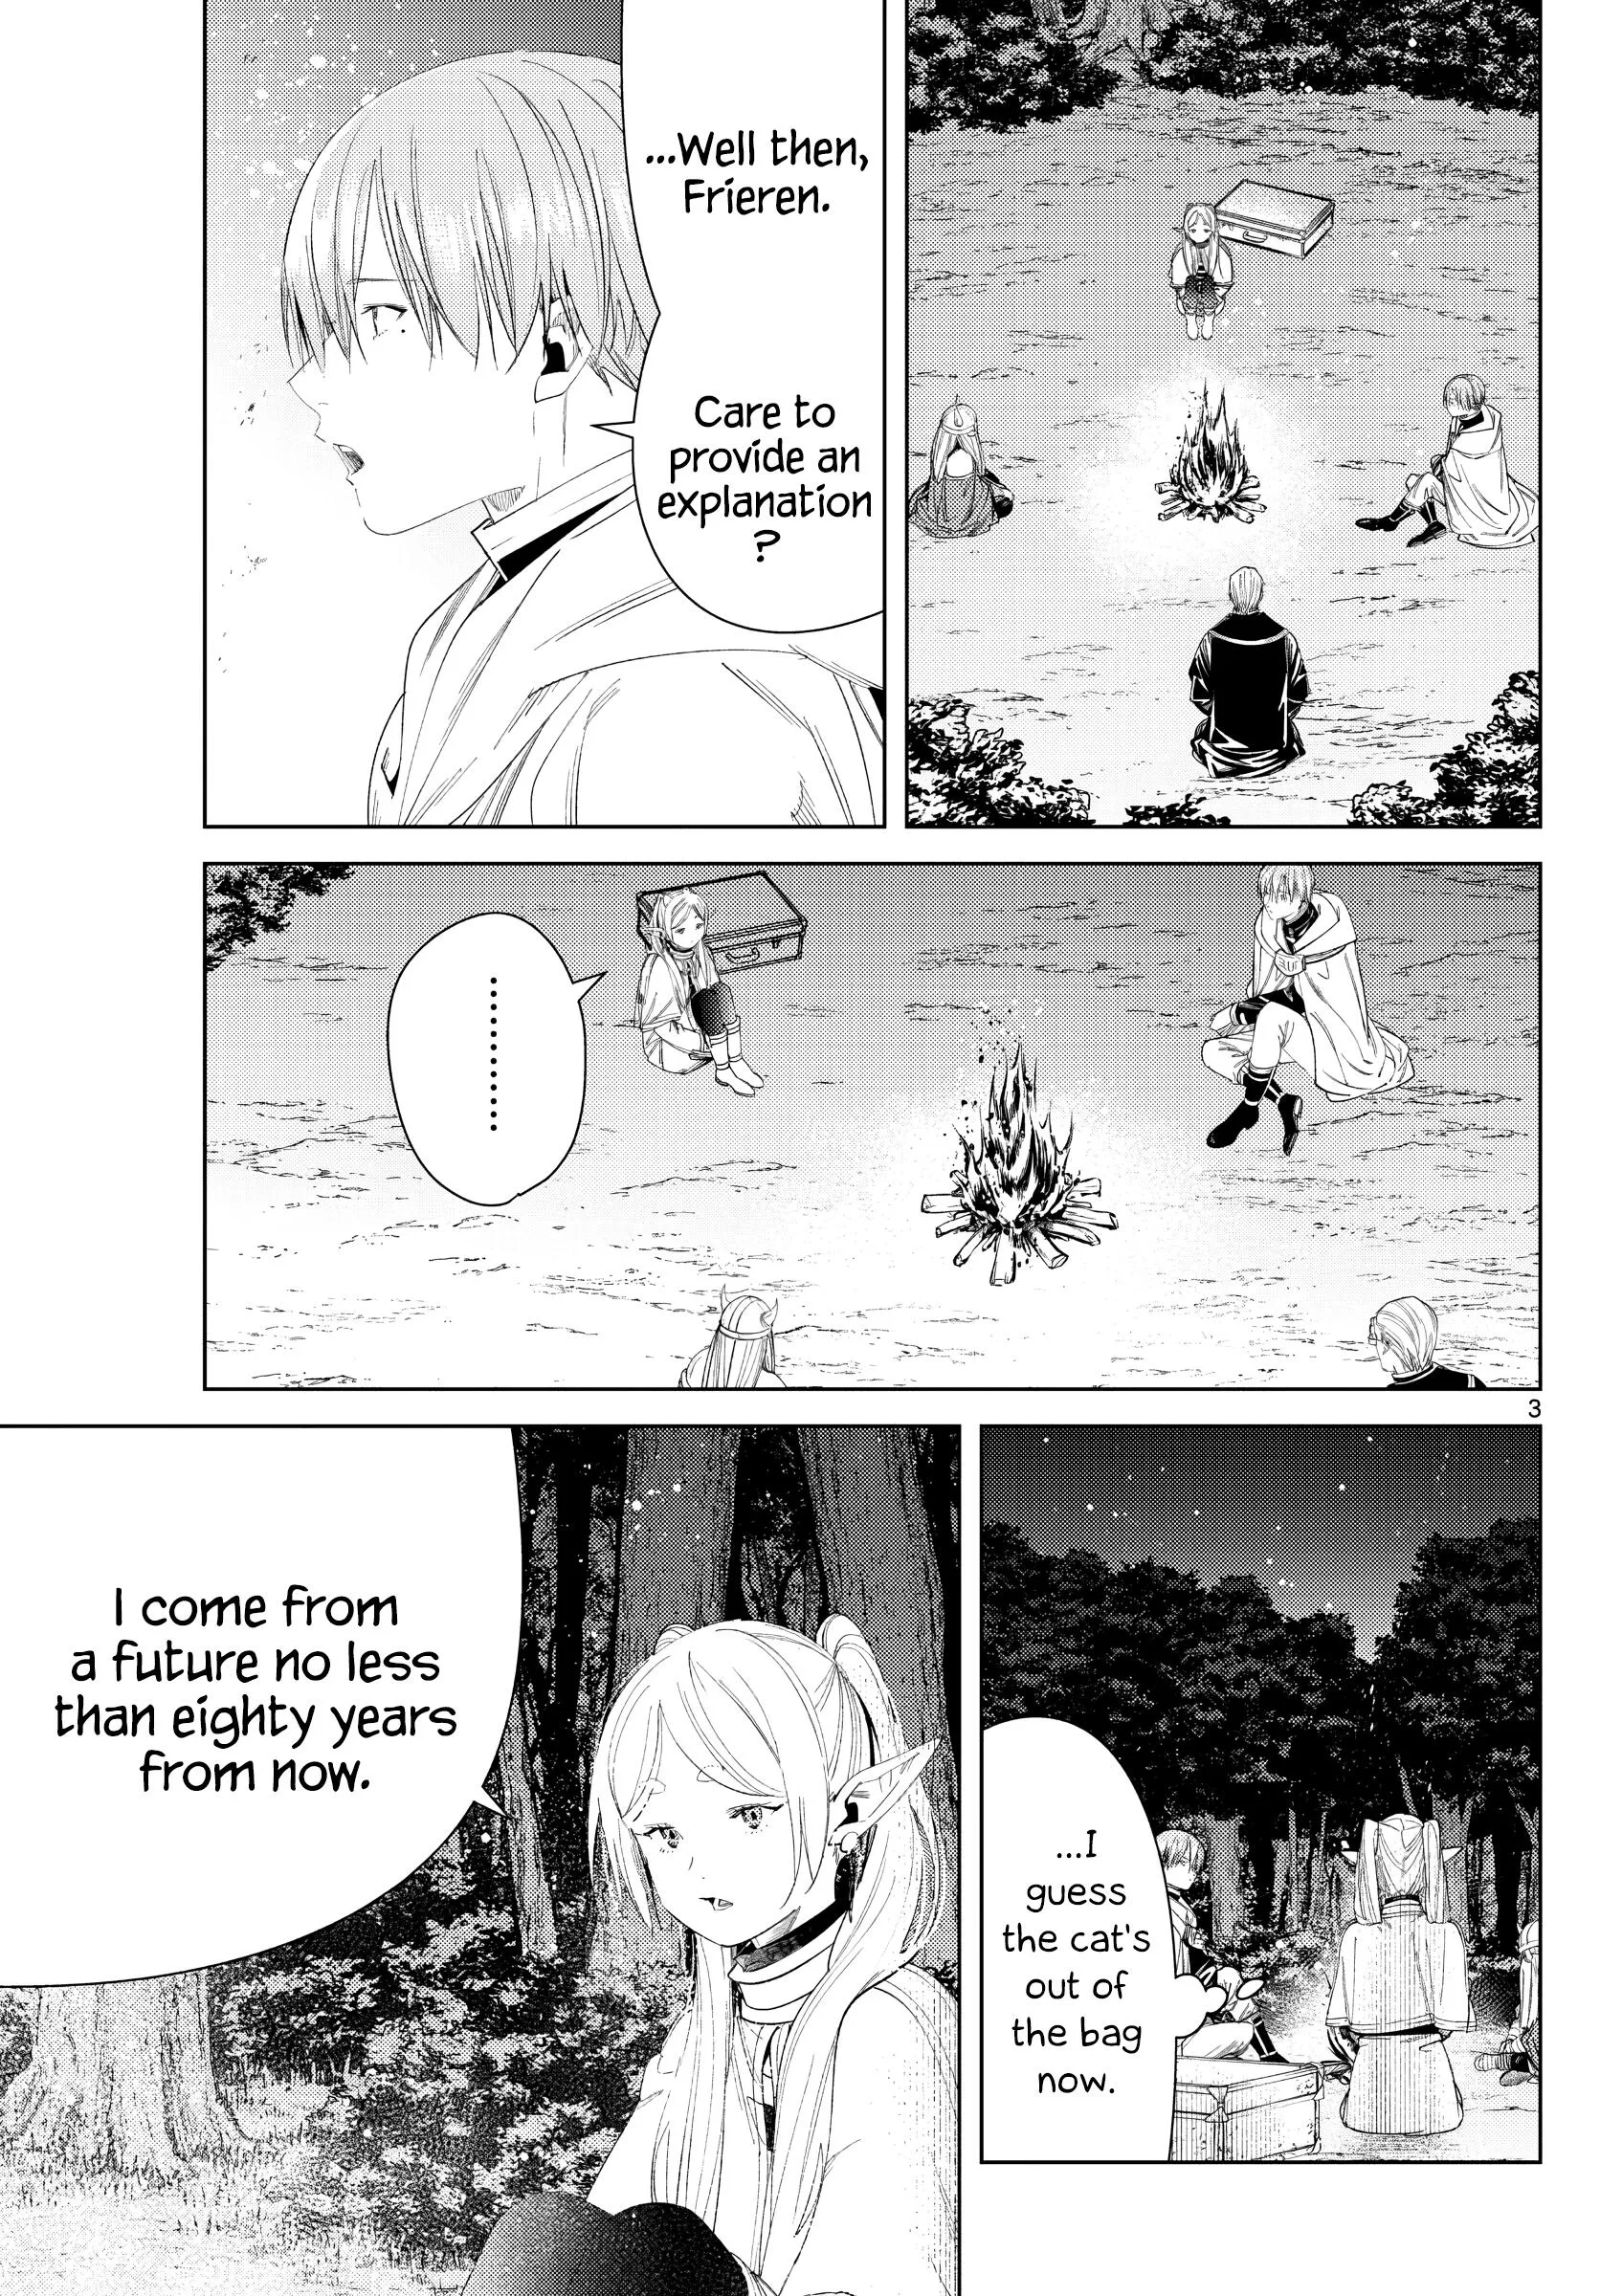 ...Well then,
Frieren.
Care to
provide an
explanation
?
.........
3
...I
guess
the cat's
out of
the bag
now.
I come from
a future no less
than eighty years
from now.